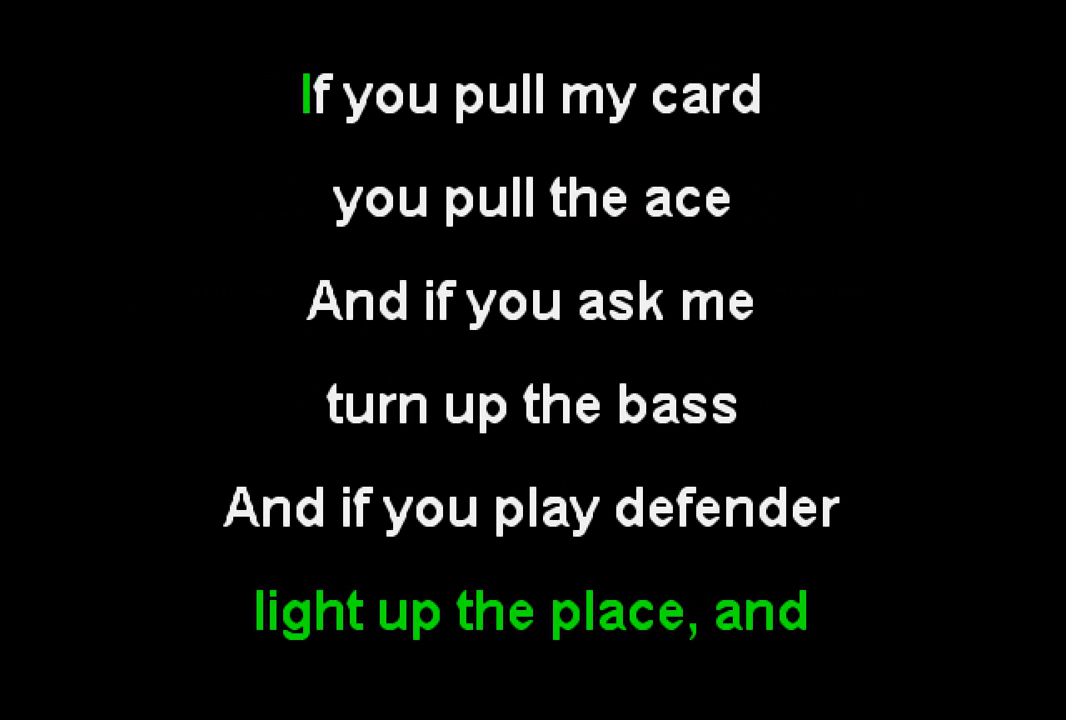 If you pull my card
you pull the ace
And if you ask me
turn up the bass
And if you play defender
light up the place, and